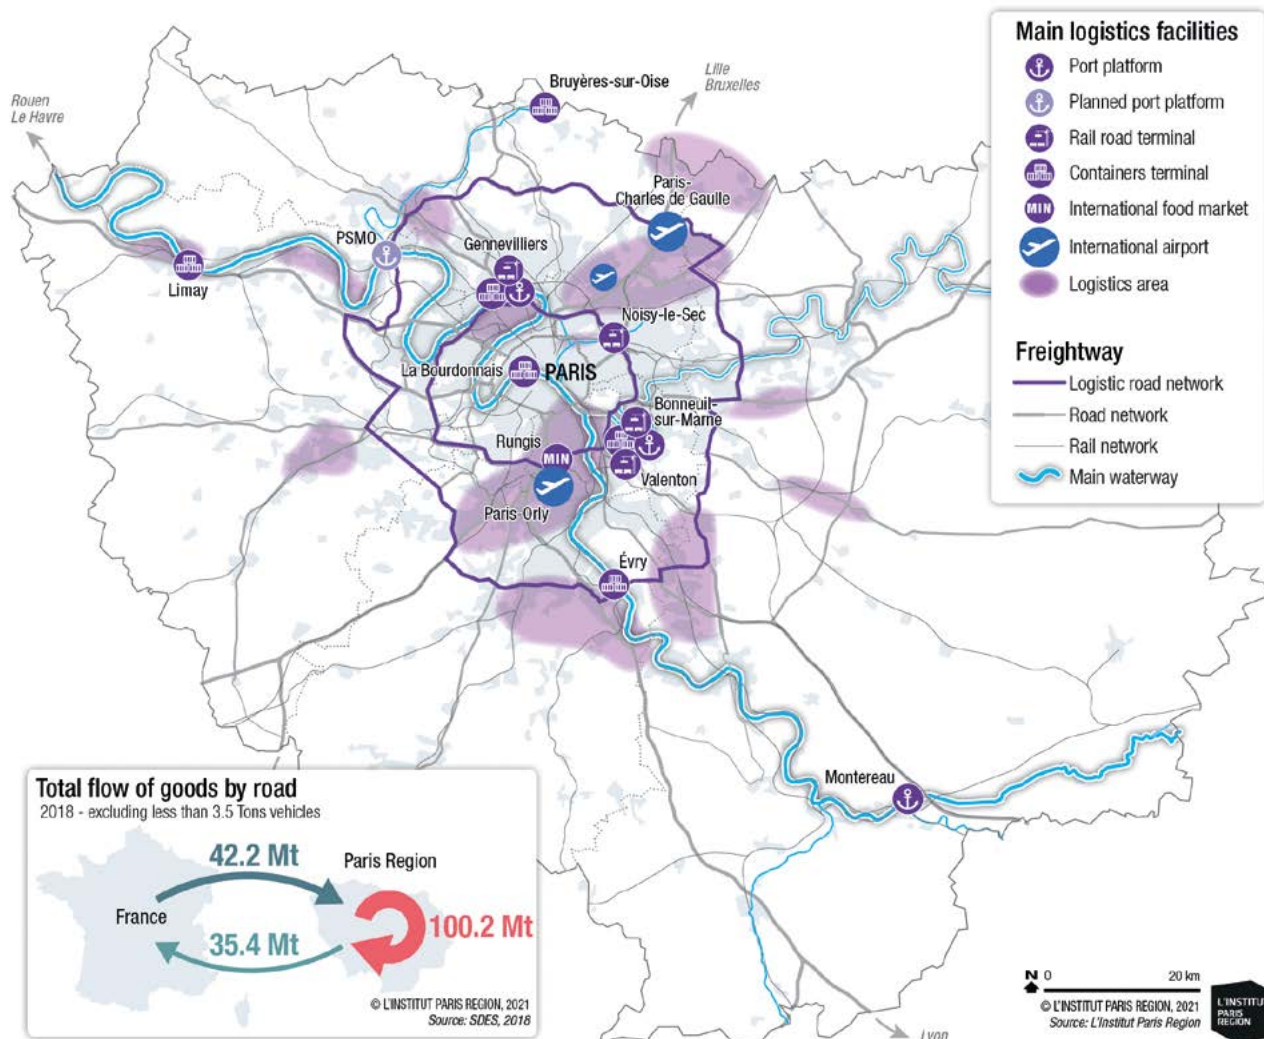 Main logistics facilities
Port platform
Planned port platform
Rail road terminal
Containers terminal
MIN
International food market
International airport
Logistics area
Freightway
Logistic road network
Road network
Rail network
Main waterway
Rouen
Le Havre
Bruyères-sur-Oise
Lille
Bruxelles
Paris-
Charles de Gaulle
PSMO
Gennevilliers
Limay
Noisy-le-Sec
La Bourdonnais
PARIS
Bonneuil-
sur-Marne
Rungis
MIN
Valenton
Paris-Orly
Évry
Montereau
Lyon
Total flow of goods by road
2018 - excluding less than 3.5 Tons vehicles
42.2 Mt
Paris Region
France
100.2 Mt
35.4 Mt
© L'INSTITUT PARIS REGION, 2021
Source: SDES, 2018
N 0 20 km
© L'INSTITUT PARIS REGION, 2021
Source: L'Institut Paris Region
L'INSTITUT
PARIS
REGION